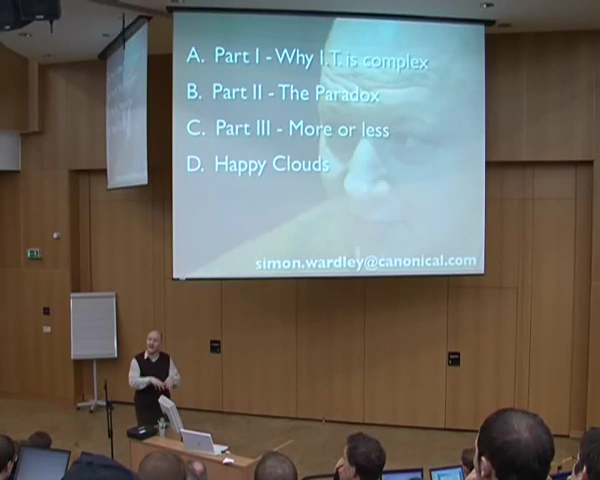 A. Part I - Why I.T. is complex
B. Part II - The Paradox
C. Part III - More or less
D. Happy Clouds
simon.wardley@canonical.com